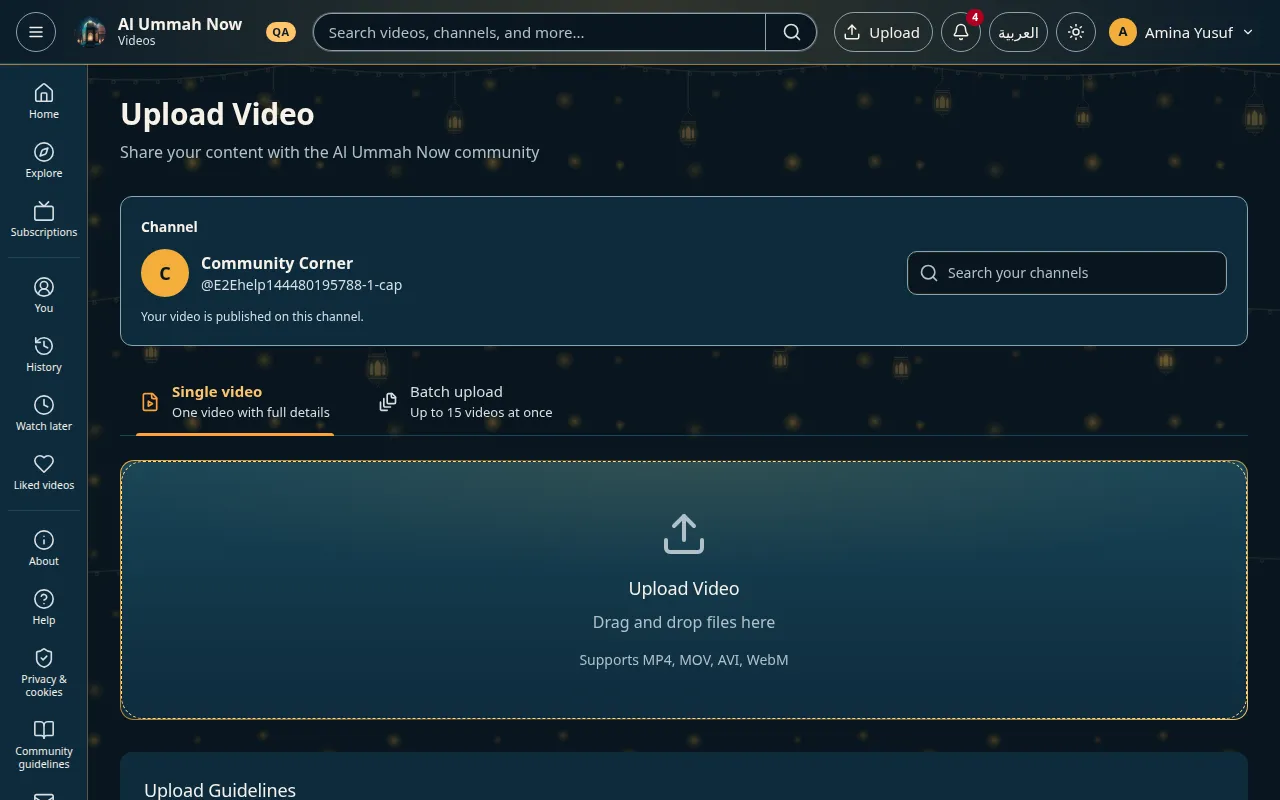 Al Ummah Now
Videos
QA
Search videos, channels, and more...
Upload
4
العربية
A
Amina Yusuf
Home
Explore
Subscriptions
You
History
Watch later
Liked videos
About
Help
Privacy &
cookies
Community
guidelines
Upload Video
Share your content with the Al Ummah Now community
Channel
C
Community Corner
@E2Ehelp144480195788-1-cap
Search your channels
Your video is published on this channel.
Single video
One video with full details
Batch upload
Up to 15 videos at once
Upload Video
Drag and drop files here
Supports MP4, MOV, AVI, WebM
Upload Guidelines